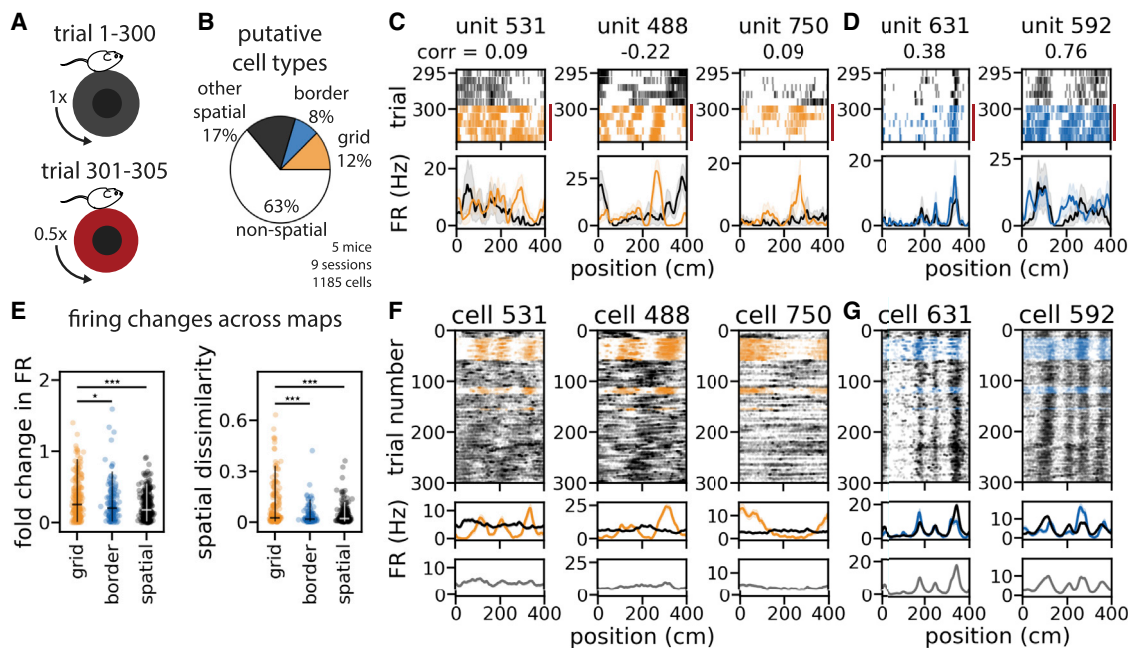 A
trial 1-300
1x
trial 301-305
0.5x
B
putative
cell types
other
spatial
17%
border
8%
grid
12%
63%
non-spatial
5 mice
9 sessions
1185 cells
C
unit 531
unit 488
unit 750
corr = 0.09
-0.22
0.09
trial
295
300
295
300
295
300
FR (Hz)
20
0
25
0
20
0
0 200 400
0 200 400
0 200 400
position (cm)
D
unit 631
unit 592
0.38
0.76
295
300
295
300
20
0
25
0
0 200 400
0 200 400
position (cm)
E
firing changes across maps
fold change in FR
2
1
0
***
*
grid
border
spatial
spatial dissimilarity
0.6
0.3
0
***
***
grid
border
spatial
F
cell 531
cell 488
cell 750
trial number
0
100
200
300
0
100
200
300
0
100
200
300
FR (Hz)
10
0
25
0
10
0
10
0
25
0
10
0
0 200 400
0 200 400
0 200 400
position (cm)
G
cell 631
cell 592
0
100
200
300
0
100
200
300
20
0
20
0
20
0
20
0
0 200 400
0 200 400
position (cm)